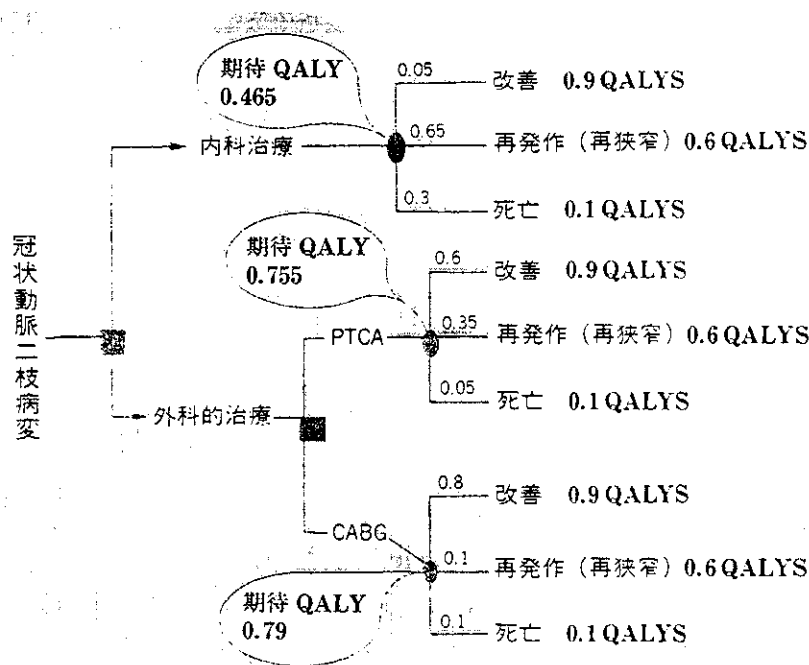 期待 QALY
0.465
0.05
改善 0.9 QALYS
内科治療
0.65
再発作（再狭窄）0.6 QALYS
0.3
死亡 0.1 QALYS
冠状動脈二枝病変
期待 QALY
0.755
0.6
改善 0.9 QALYS
PTCA
0.35
再発作（再狭窄）0.6 QALYS
0.05
死亡 0.1 QALYS
外科的治療
0.8
改善 0.9 QALYS
CABG
0.1
再発作（再狭窄）0.6 QALYS
期待 QALY
0.79
0.1
死亡 0.1 QALYS